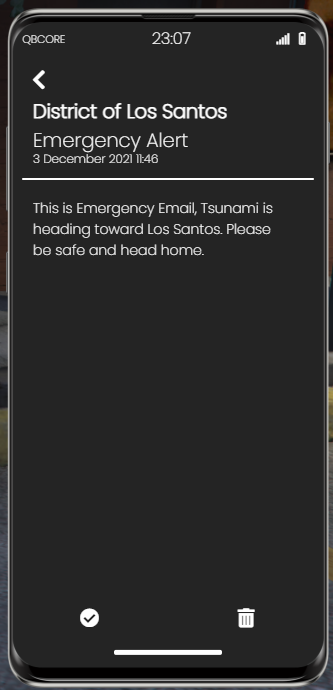 QBCORE 23:07
District of Los Santos
Emergency Alert
3 December 2021 11:46
This is Emergency Email, Tsunami is
heading toward Los Santos. Please
be safe and head home.